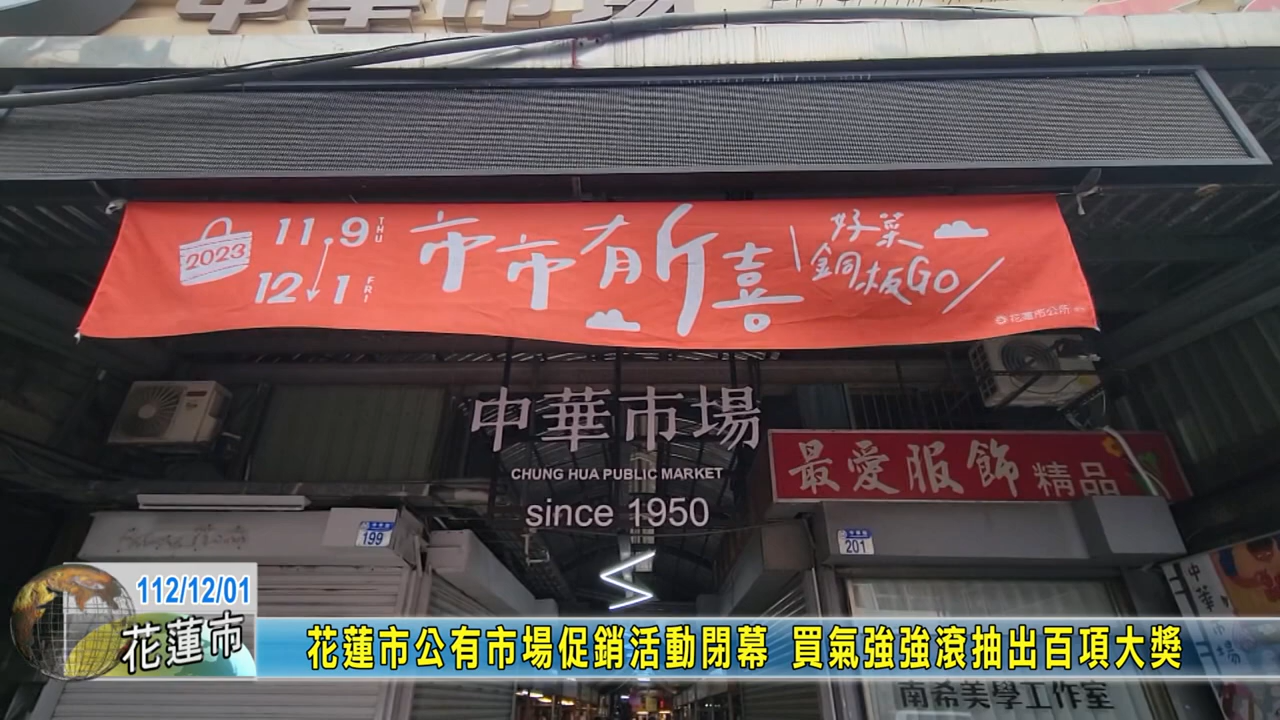 中華市場
2023
11.9 THU
12.1 FRI
市市有所喜
好菜
銅板GO
花蓮市公所
中華市場
CHUNG HUA PUBLIC MARKET
since 1950
最愛服飾 精品
199
201
中華市場
112/12/01
花蓮市
花蓮市公有市場促銷活動閉幕 買氣強強滾抽出百項大獎
南希美學工作室